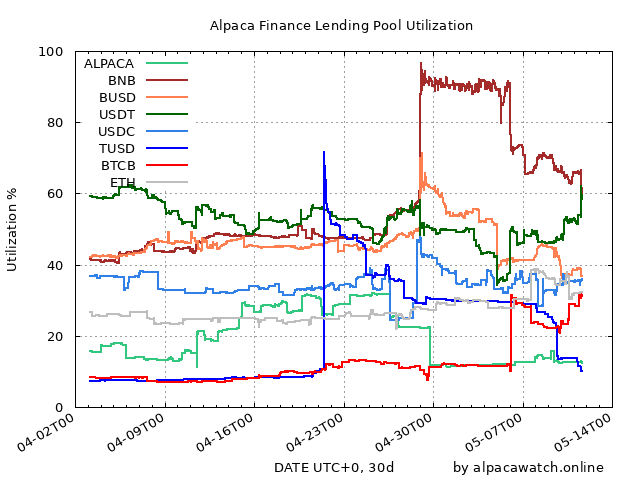 Alpaca Finance Lending Pool Utilization
100
80
60
40
20
0
Utilization %
ALPACA
BNB
BUSD
USDT
USDC
TUSD
BTCB
ETH
04-02T00
04-09T00
04-16T00
04-23T00
04-30T00
05-07T00
05-14T00
DATE UTC+0, 30d
by alpacawatch.online